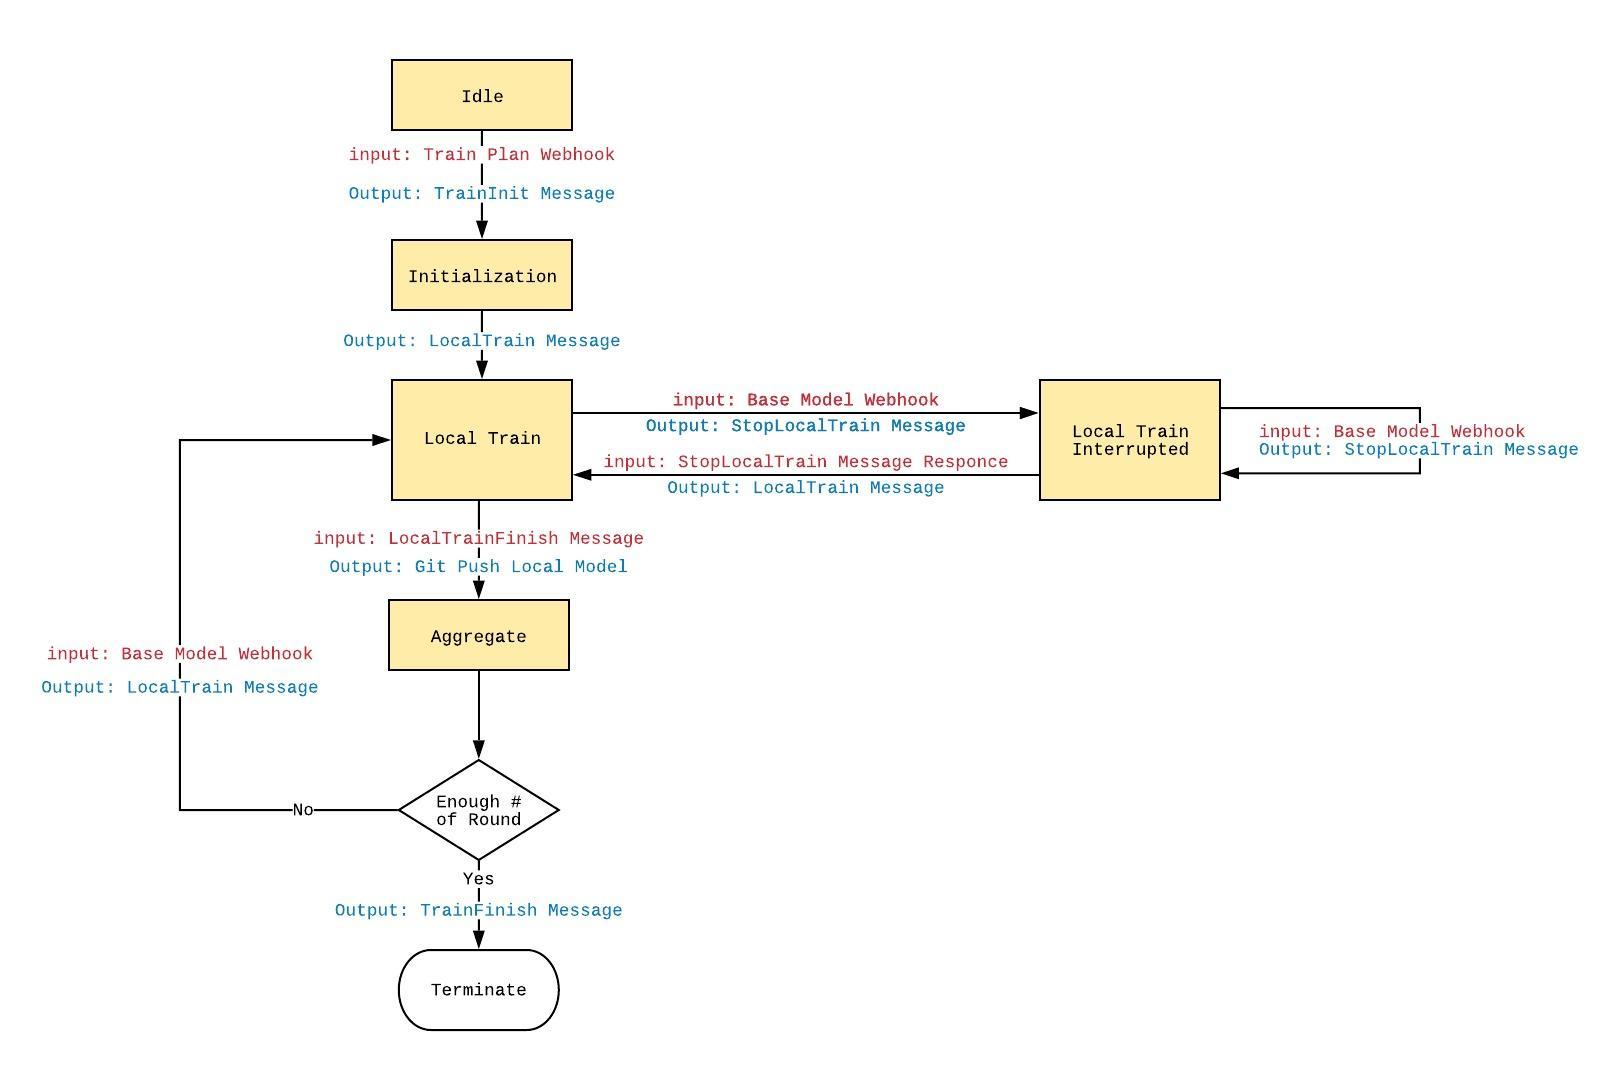 Idle
input: Train Plan Webhook
Output: TrainInit Message
Initialization
Output: LocalTrain Message
Local Train
input: Base Model Webhook
Output: StopLocalTrain Message
input: StopLocalTrain Message Responce
Output: LocalTrain Message
Local Train
Interrupted
input: Base Model Webhook
Output: StopLocalTrain Message
input: LocalTrainFinish Message
Output: Git Push Local Model
Aggregate
input: Base Model Webhook
Output: LocalTrain Message
Enough #
of Round
No
Yes
Output: TrainFinish Message
Terminate